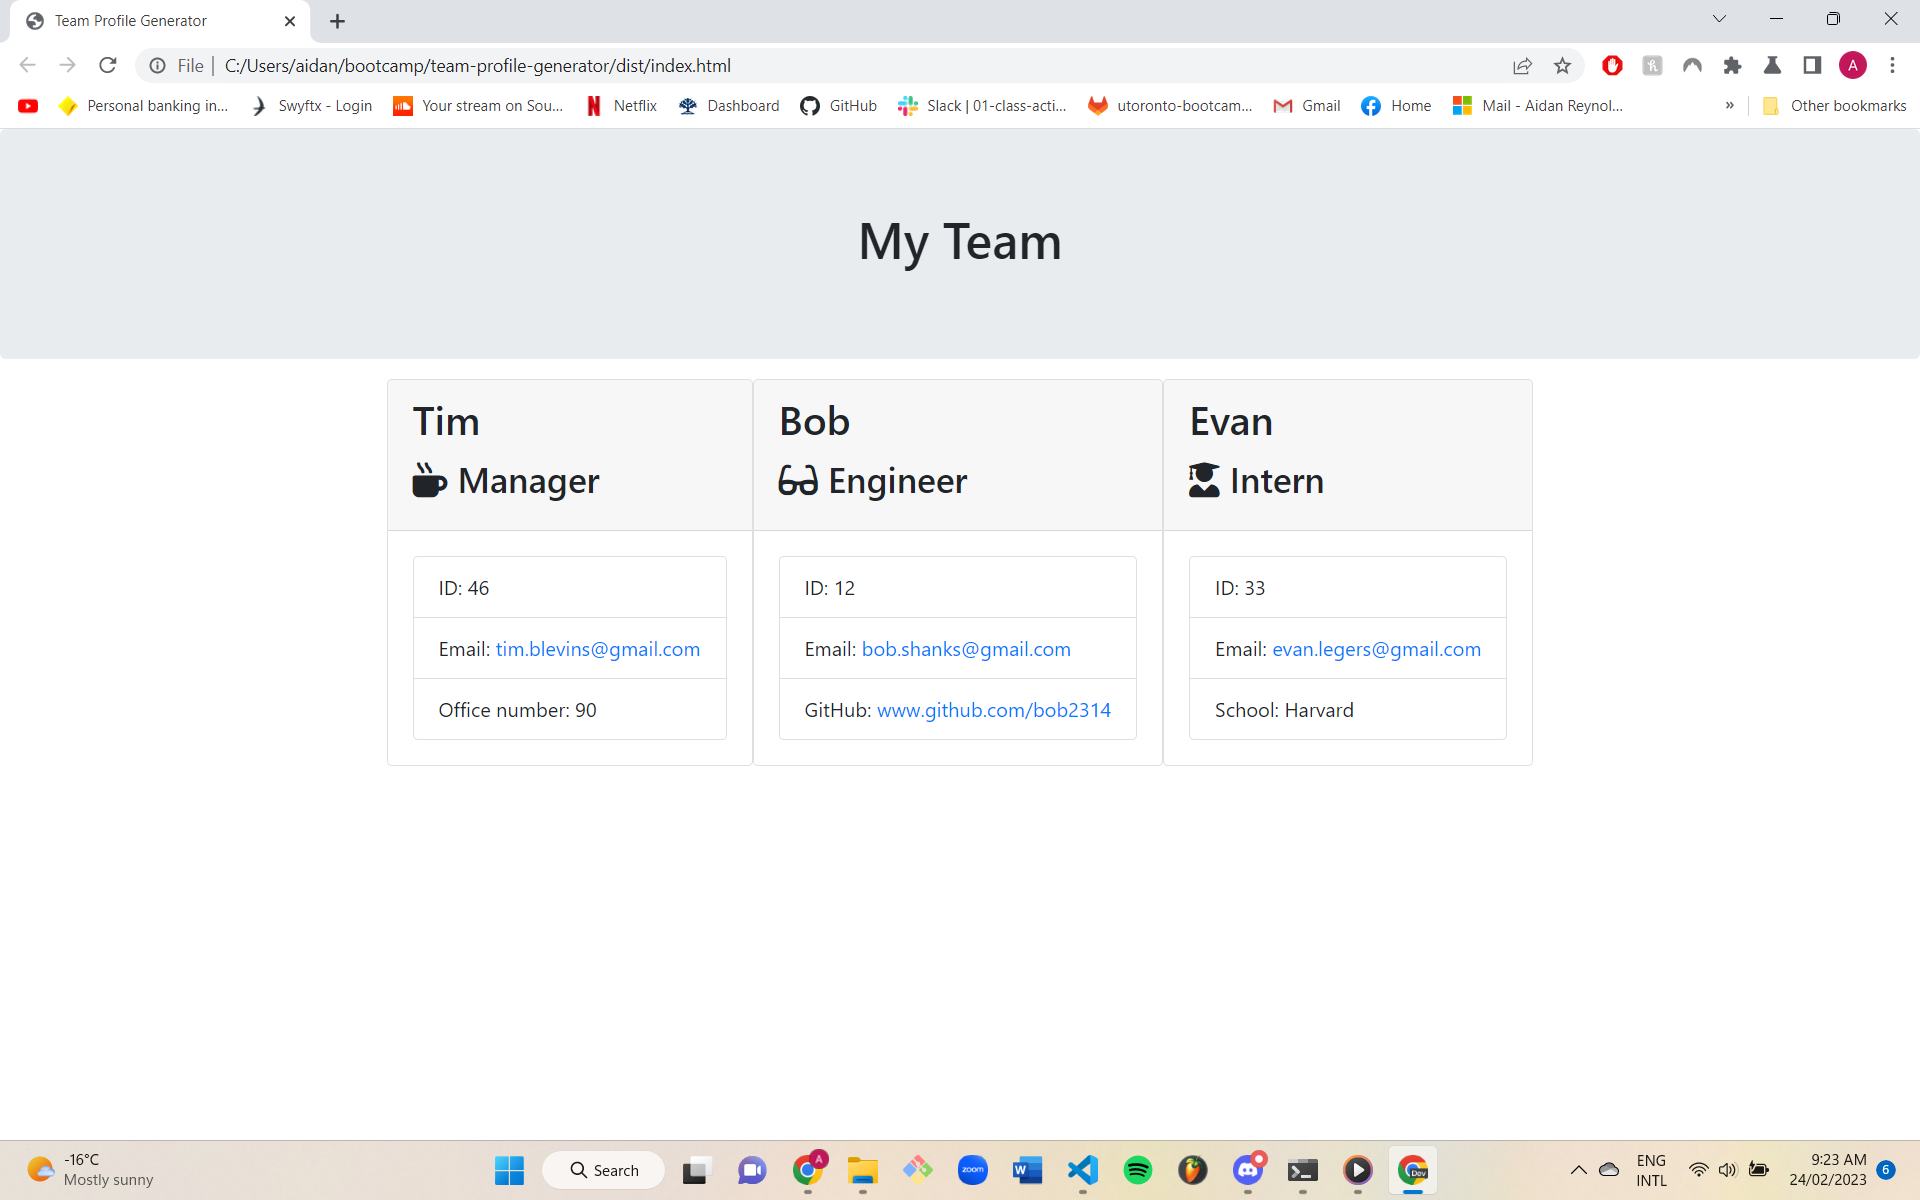 Team Profile Generator
File | C:/Users/aidan/bootcamp/team-profile-generator/dist/index.html
A
Personal banking in... Swyftx - Login Your stream on Sou... Netflix Dashboard GitHub Slack | 01-class-acti... utoronto-bootcam... Gmail Home Mail - Aidan Reynol... » Other bookmarks
My Team
Tim
Manager
ID: 46
Email: tim.blevins@gmail.com
Office number: 90
Bob
Engineer
ID: 12
Email: bob.shanks@gmail.com
GitHub: www.github.com/bob2314
Evan
Intern
ID: 33
Email: evan.legers@gmail.com
School: Harvard
-16°C
Mostly sunny
Search
A
zoom
W
Dev
ENG
INTL
9:23 AM
24/02/2023
6